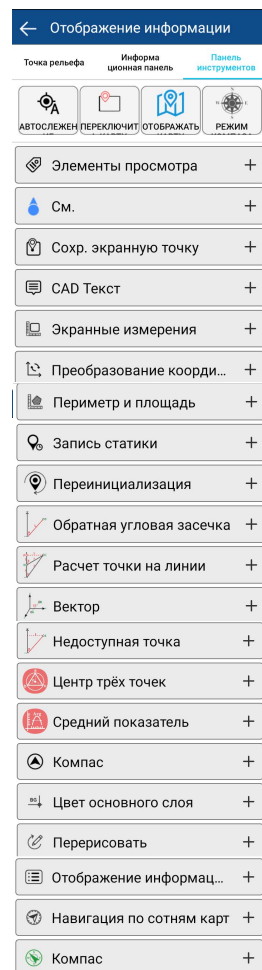 Отображение информации
Точка рельефа
Информа
ционная панель
Панель
инструментов
АВТОСЛЕЖЕН ПЕРЕКЛЮЧИТ ОТОБРАЖАТЬ РЕЖИМ
Элементы просмотра
См.
Сохр. экранную точку
CAD Текст
Экранные измерения
Преобразование коорди...
Периметр и площадь
Запись статики
Переинициализация
Обратная угловая засечка
Расчет точки на линии
Вектор
Недоступная точка
Центр трёх точек
Средний показатель
Компас
BG Цвет основного слоя
Перерисовать
Отображение информац...
Навигация по сотням карт
Компас